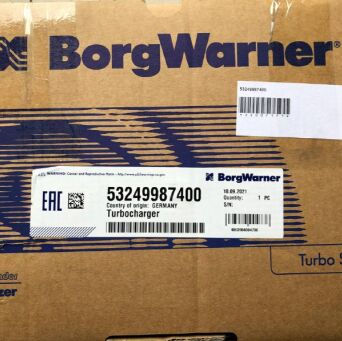 BorgWarner
53249987400
WARNING: Cancer and Reproductive Harm -
EAC
53249987400
Country of origin: GERMANY
Turbocharger
BorgWarner
10.09.2021
Quantity: 1 PC
S/N:
Turbo S